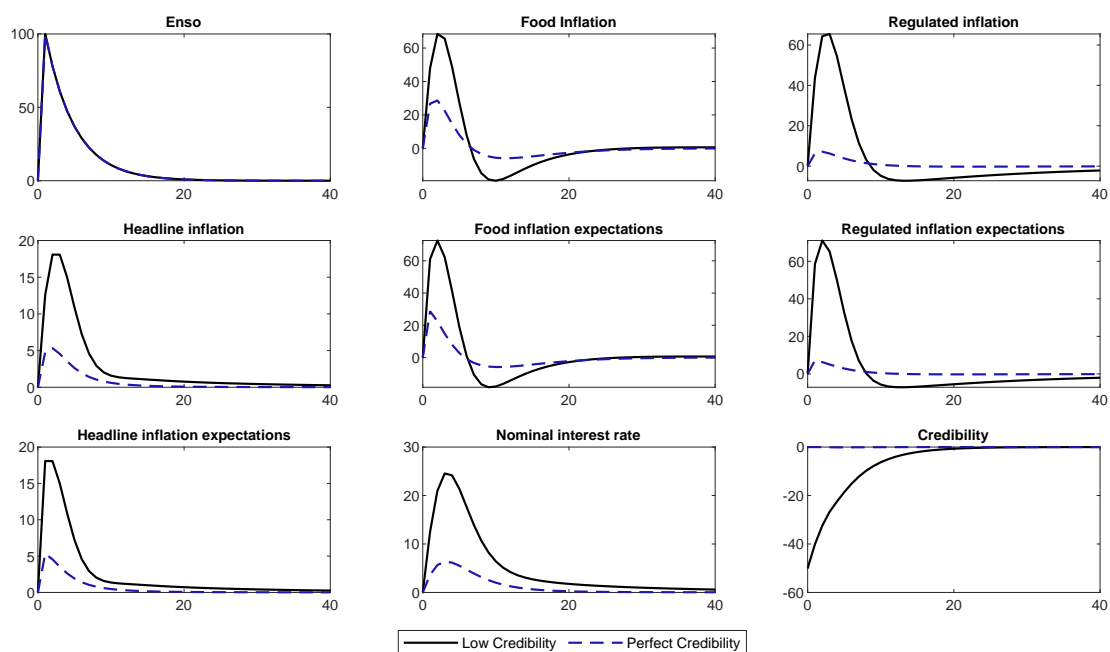 Enso
100
50
0
0 20 40
Food Inflation
60
40
20
0
0 20 40
Regulated inflation
60
40
20
0
0 20 40
Headline inflation
20
15
10
5
0
0 20 40
Food inflation expectations
60
40
20
0
0 20 40
Regulated inflation expectations
60
40
20
0
0 20 40
Headline inflation expectations
20
15
10
5
0
0 20 40
Nominal interest rate
30
20
10
0
0 20 40
Credibility
0
-20
-40
-60
0 20 40
Low Credibility Perfect Credibility